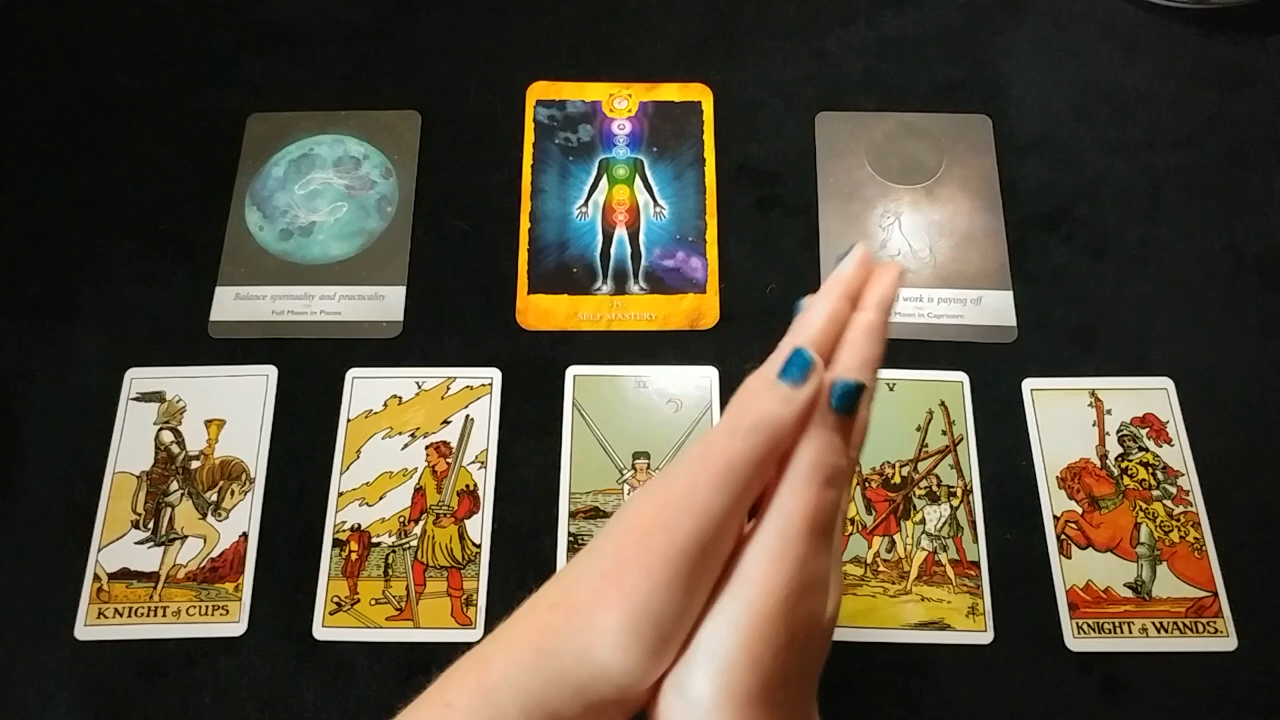 Balance spirituality and practicality
Full Moon in Pisces
SELF MASTERY
work is paying off
Moon in Capricorn
V
II
V
KNIGHT of CUPS
KNIGHT of WANDS.